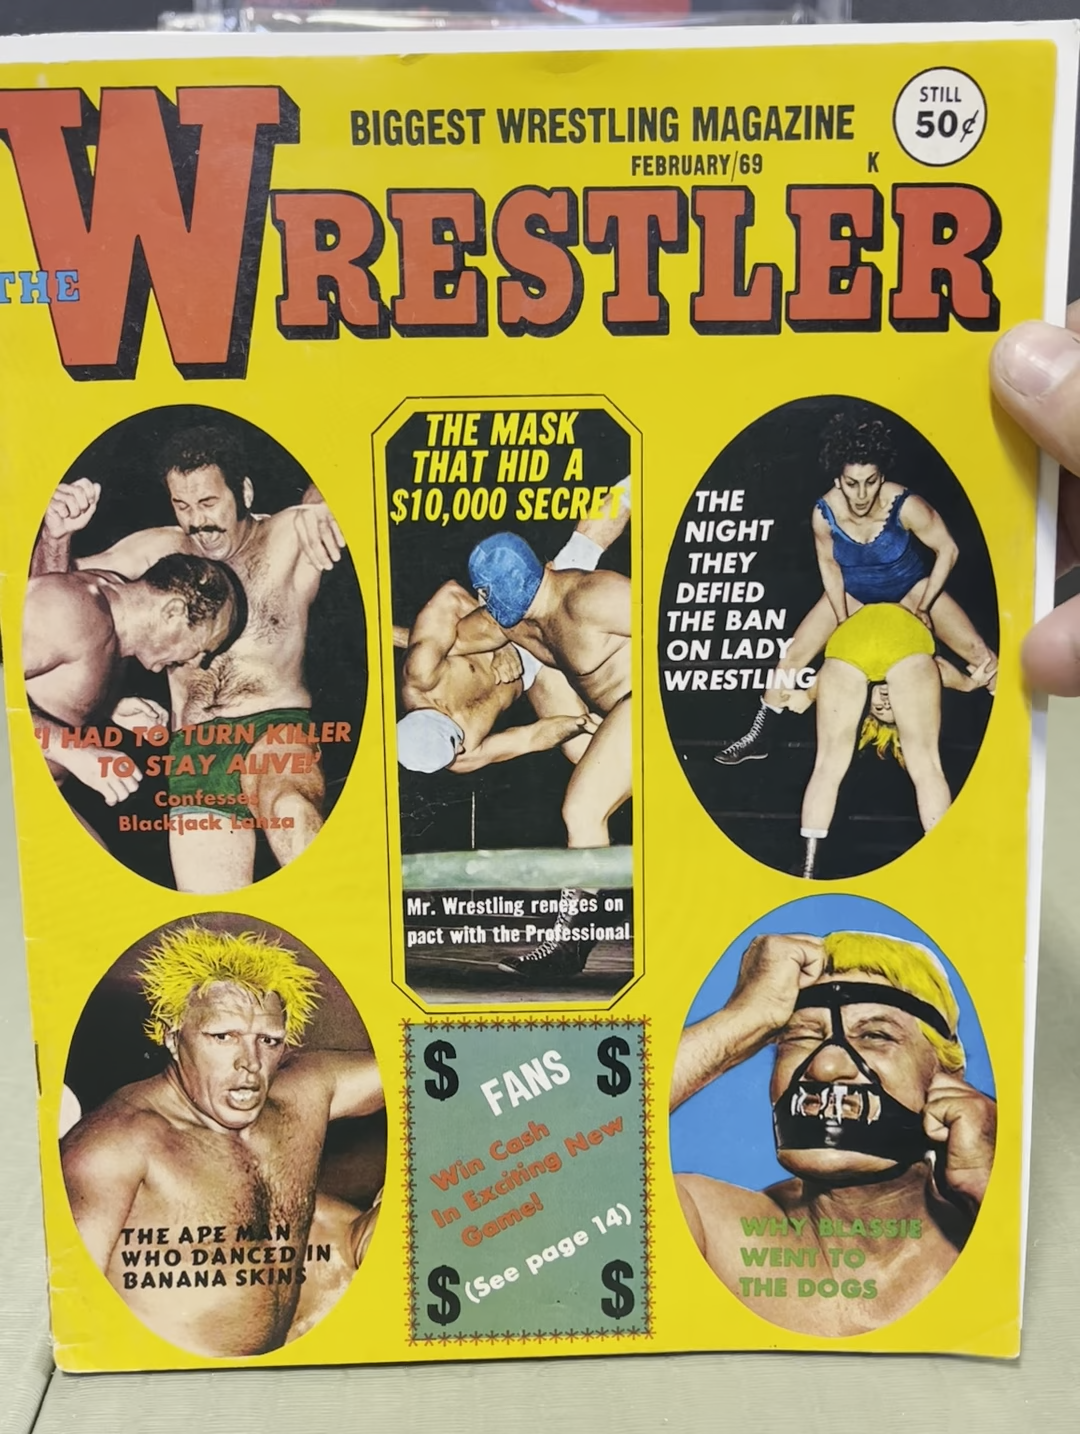 STILL
50¢
BIGGEST WRESTLING MAGAZINE
FEBRUARY/69
K
THE WRESTLER
THE MASK
THAT HID A
$10,000 SECRET
THE
NIGHT
THEY
DEFIED
THE BAN
ON LADY
WRESTLING
"I HAD TO TURN KILLER
TO STAY ALIVE!"
Confesses
Blackjack Lanza
Mr. Wrestling reneges on
pact with the Professional
THE APE MAN
WHO DANCED IN
BANANA SKINS
$ $
FANS
Win Cash
In Exciting New
Game!
(See page 14)
$ $
WHY BLASSIE
WENT TO
THE DOGS